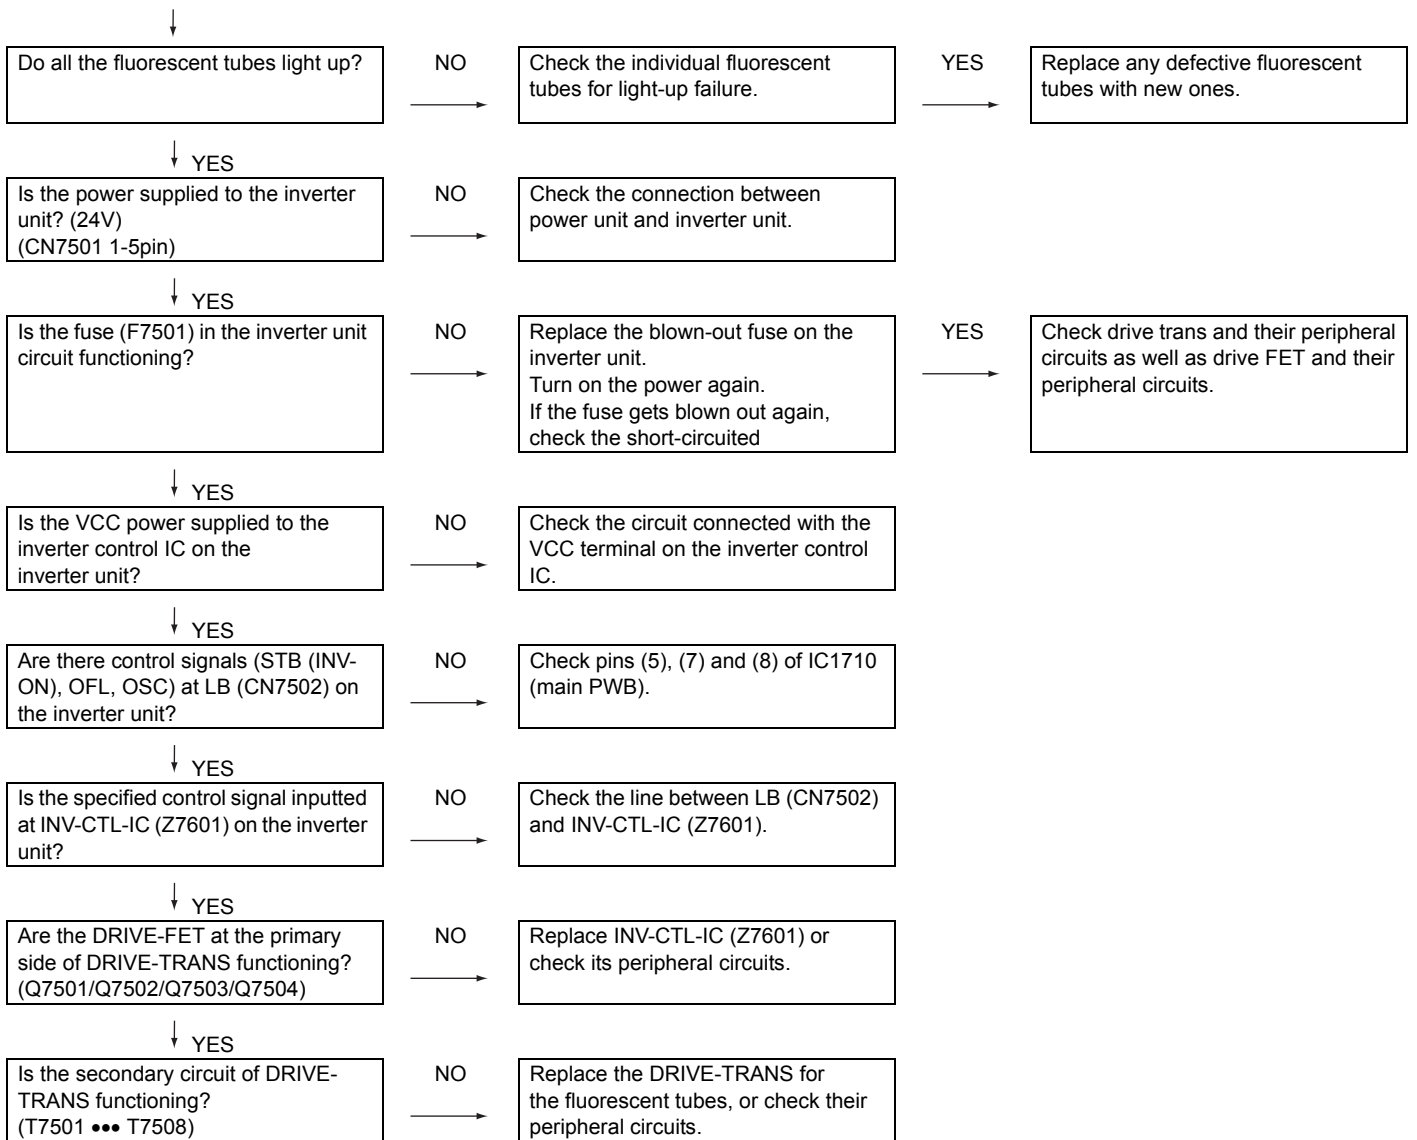 Do all the fluorescent tubes light up?
NO
Check the individual fluorescent
tubes for light-up failure.
YES
Replace any defective fluorescent
tubes with new ones.
YES
Is the power supplied to the inverter
unit? (24V)
(CN7501 1-5pin)
NO
Check the connection between
power unit and inverter unit.
YES
Is the fuse (F7501) in the inverter unit
circuit functioning?
NO
Replace the blown-out fuse on the
inverter unit.
Turn on the power again.
If the fuse gets blown out again,
check the short-circuited
YES
Check drive trans and their peripheral
circuits as well as drive FET and their
peripheral circuits.
YES
Is the VCC power supplied to the
inverter control IC on the
inverter unit?
NO
Check the circuit connected with the
VCC terminal on the inverter control
IC.
YES
Are there control signals (STB (INV-
ON), OFL, OSC) at LB (CN7502) on
the inverter unit?
NO
Check pins (5), (7) and (8) of IC1710
(main PWB).
YES
Is the specified control signal inputted
at INV-CTL-IC (Z7601) on the inverter
unit?
NO
Check the line between LB (CN7502)
and INV-CTL-IC (Z7601).
YES
Are the DRIVE-FET at the primary
side of DRIVE-TRANS functioning?
(Q7501/Q7502/Q7503/Q7504)
NO
Replace INV-CTL-IC (Z7601) or
check its peripheral circuits.
YES
Is the secondary circuit of DRIVE-
TRANS functioning?
(T7501 ••• T7508)
NO
Replace the DRIVE-TRANS for
the fluorescent tubes, or check their
peripheral circuits.